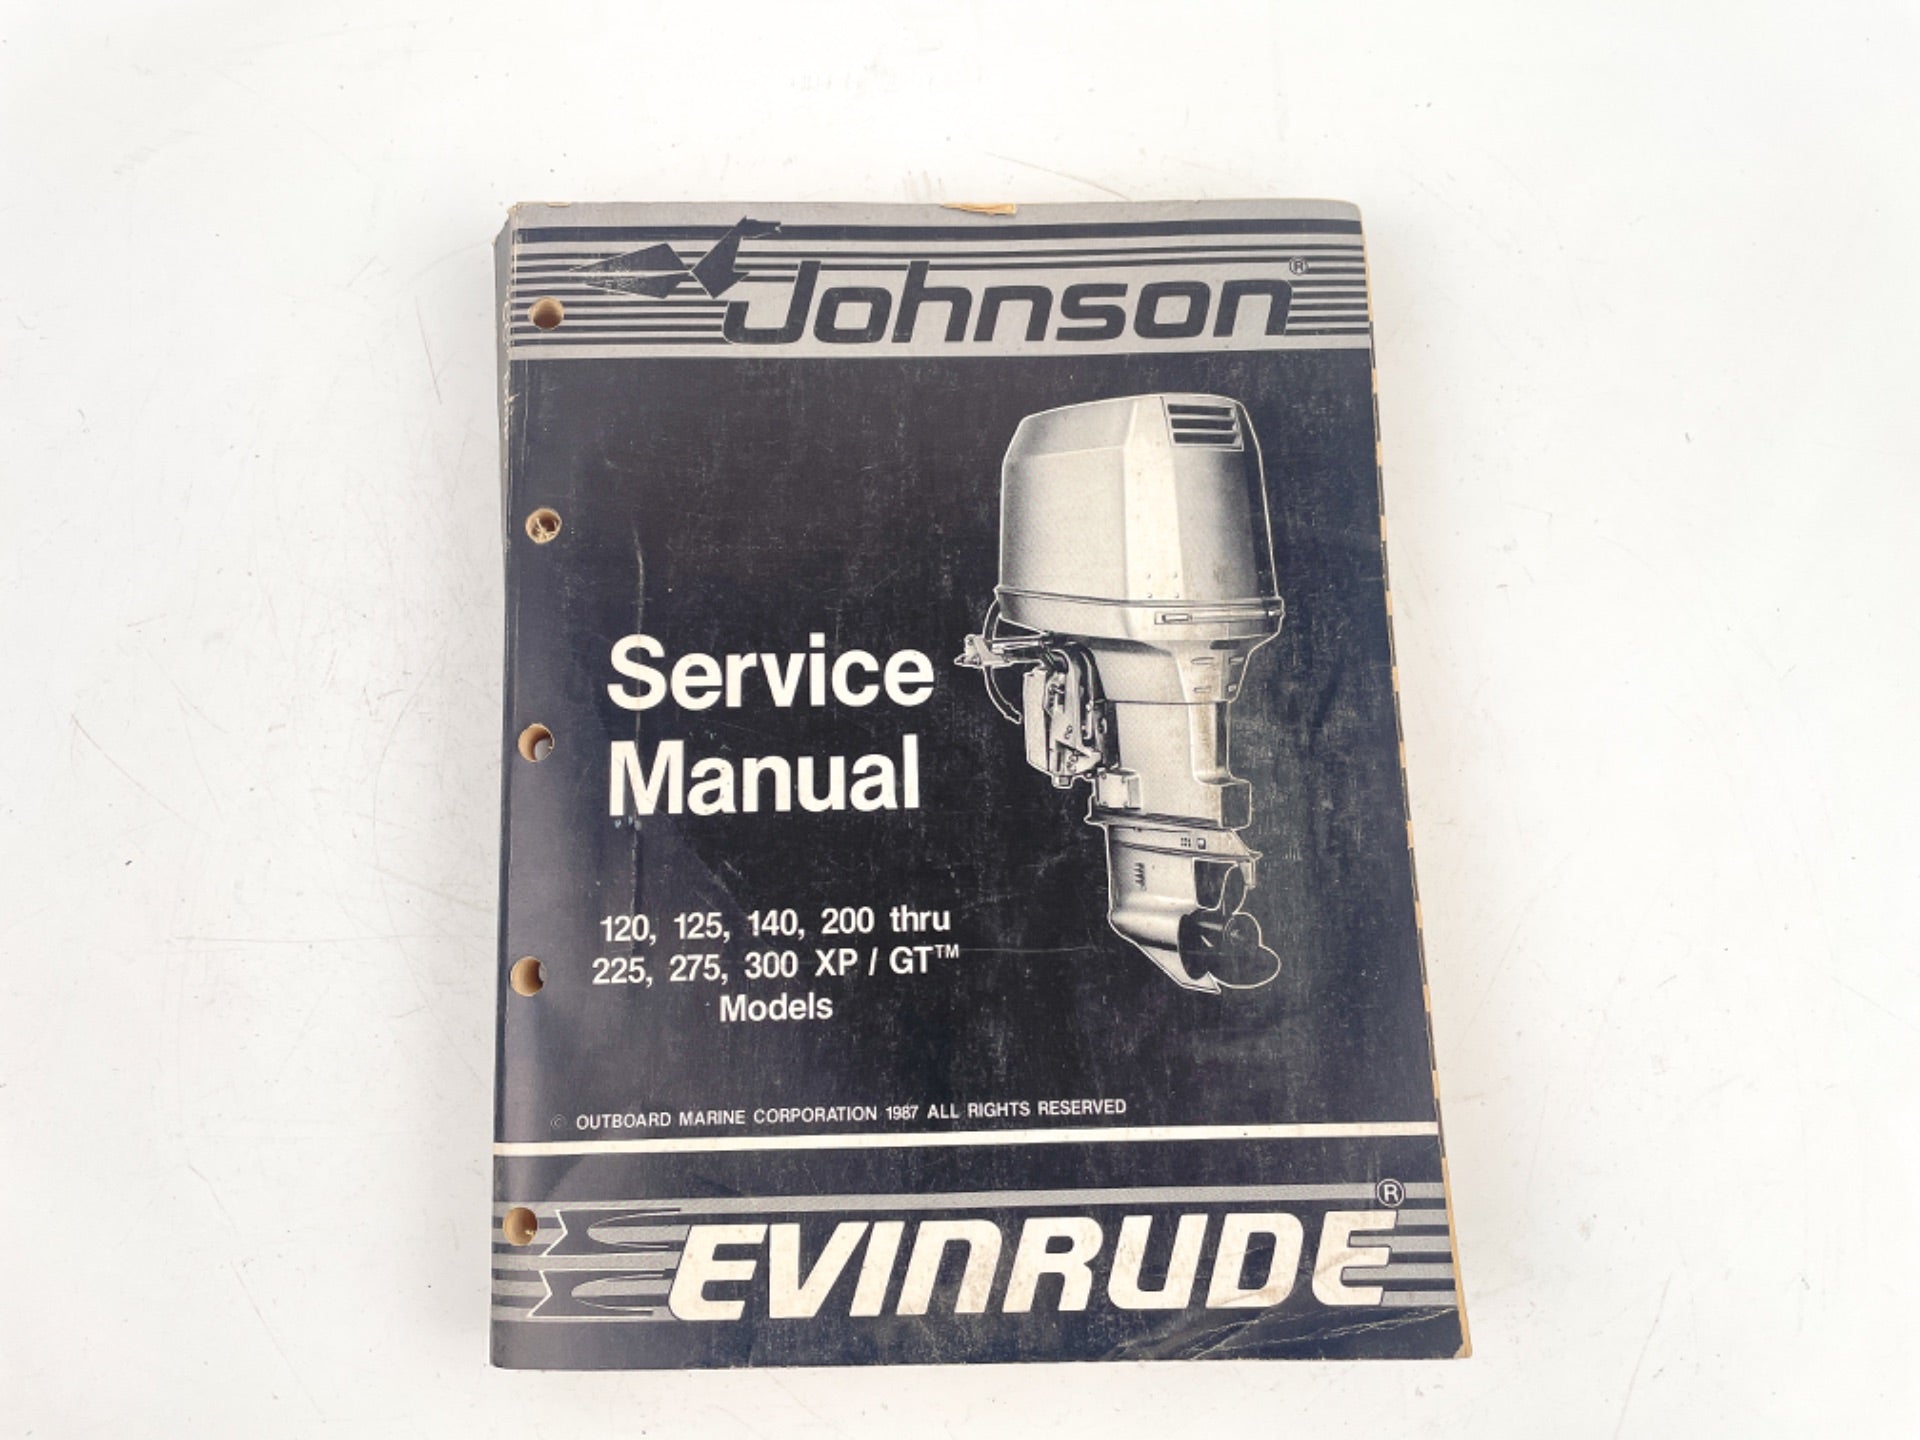 Johnson®
Service
Manual
120, 125, 140, 200 thru
225, 275, 300 XP / GT™
Models
© OUTBOARD MARINE CORPORATION 1987 ALL RIGHTS RESERVED
EVINRUDE®